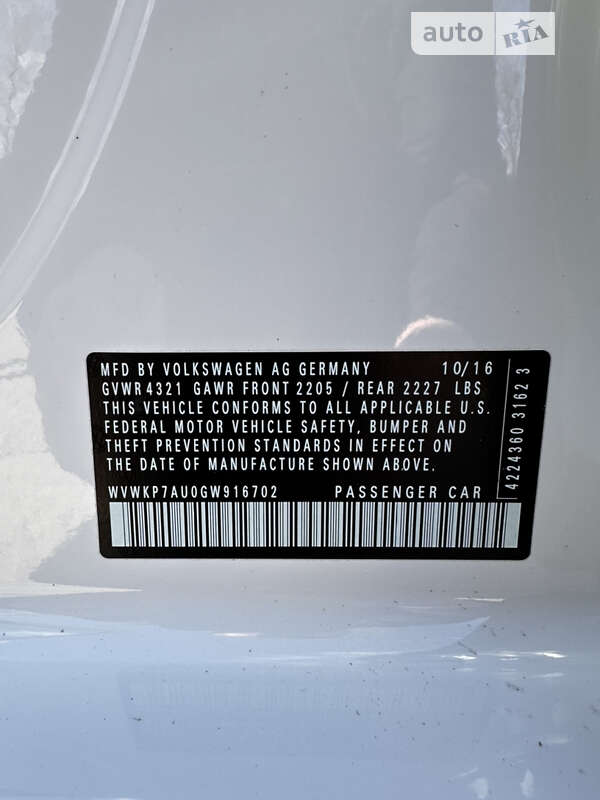 auto RIA
MFD BY VOLKSWAGEN AG GERMANY 10/16
GVWR 4321 GAWR FRONT 2205 / REAR 2227 LBS
THIS VEHICLE CONFORMS TO ALL APPLICABLE U.S.
FEDERAL MOTOR VEHICLE SAFETY, BUMPER AND
THEFT PREVENTION STANDARDS IN EFFECT ON
THE DATE OF MANUFACTURE SHOWN ABOVE.
WVWKP7AU0GW916702 PASSENGER CAR
4224360 3162 3